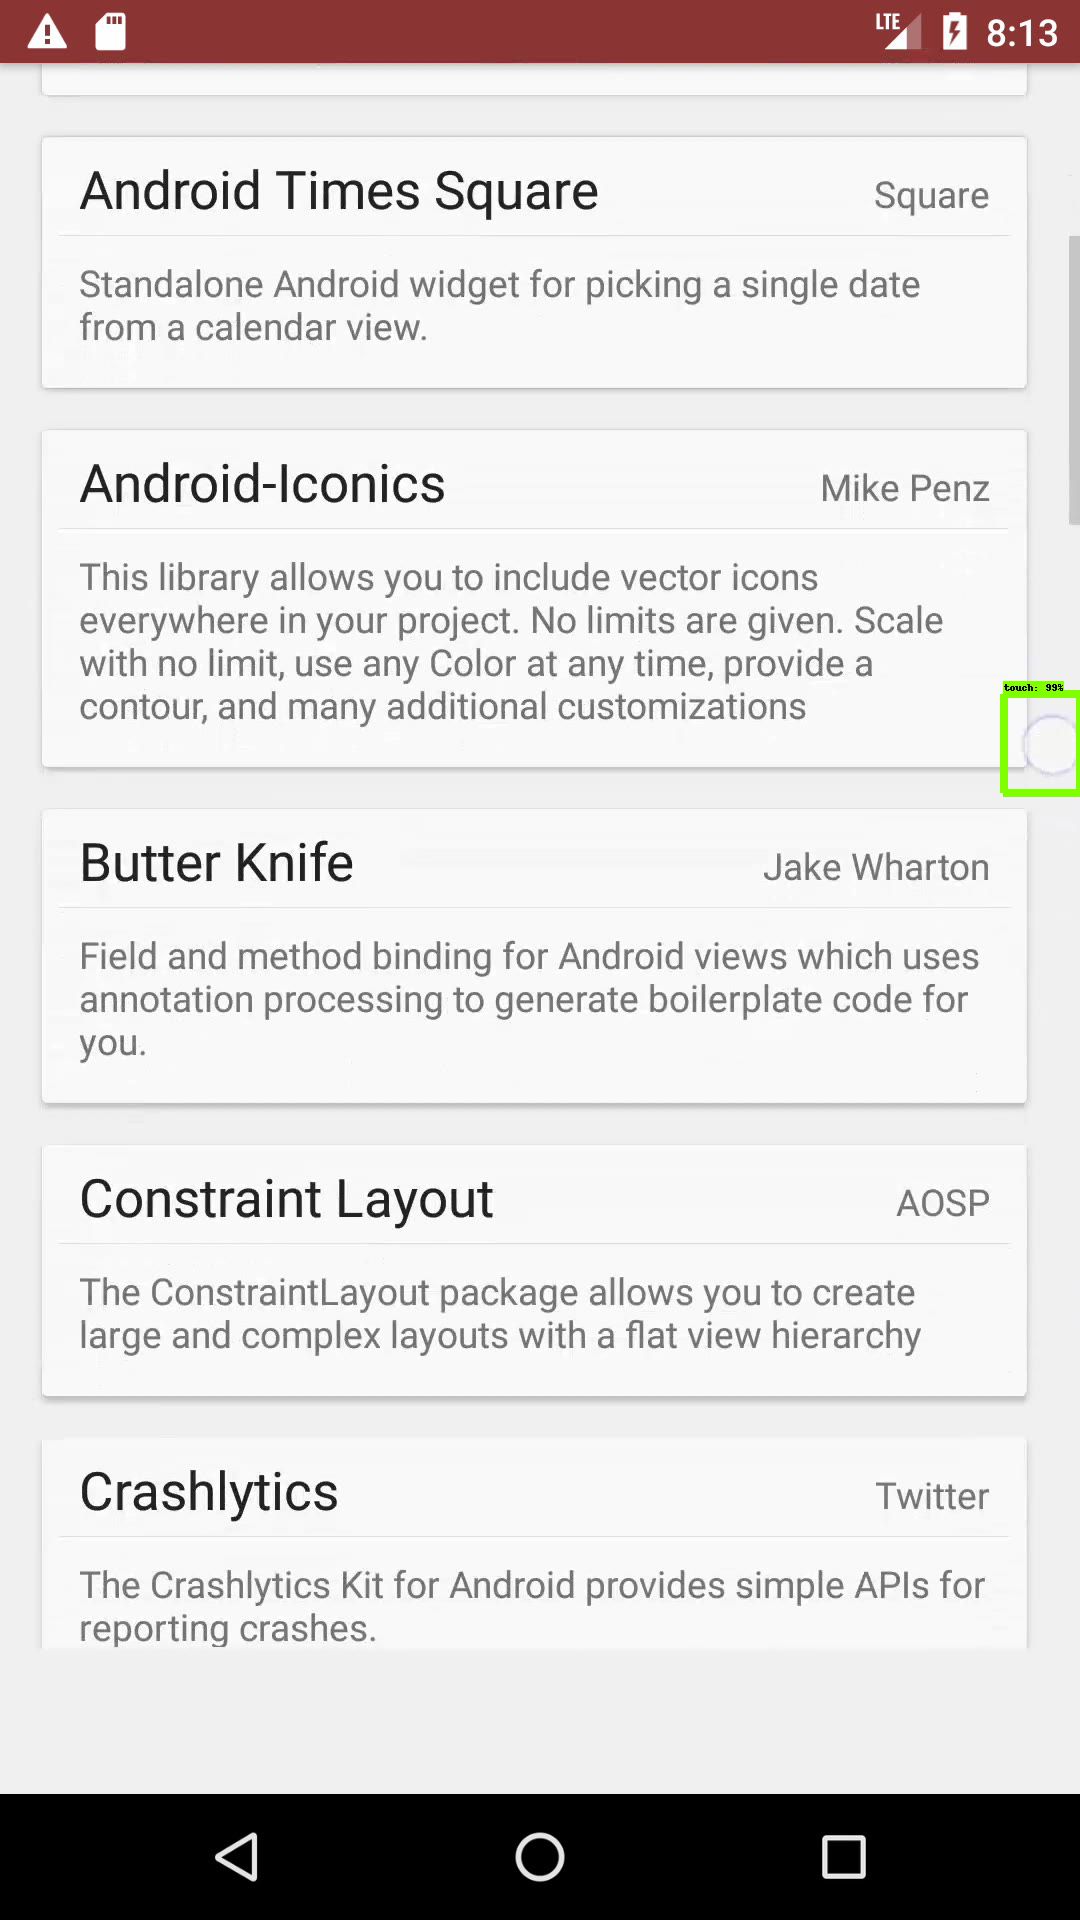 LTE 8:13
Android Times Square Square
Standalone Android widget for picking a single date
from a calendar view.
Android-Iconics Mike Penz
This library allows you to include vector icons
everywhere in your project. No limits are given. Scale
with no limit, use any Color at any time, provide a
contour, and many additional customizations
touch: 99%
Butter Knife Jake Wharton
Field and method binding for Android views which uses
annotation processing to generate boilerplate code for
you.
Constraint Layout AOSP
The ConstraintLayout package allows you to create
large and complex layouts with a flat view hierarchy
Crashlytics Twitter
The Crashlytics Kit for Android provides simple APIs for
reporting crashes.